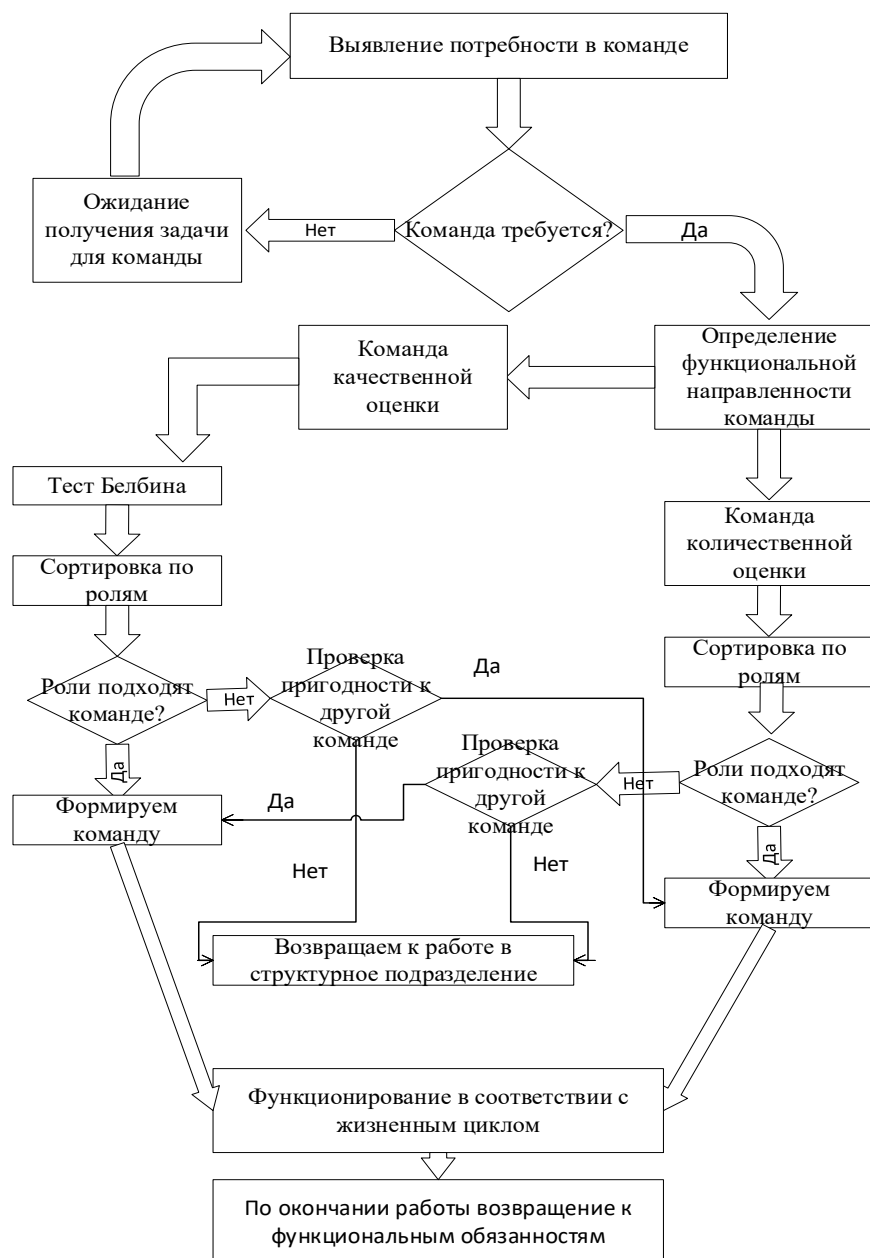 Выявление потребности в команде
Ожидание
получения задачи
для команды
Нет
Команда требуется?
Да
Команда
качественной
оценки
Определение
функциональной
направленности
команды
Тест Белбина
Команда
количественной
оценки
Сортировка по
ролям
Сортировка по
ролям
Роли подходят
команде?
Нет
Проверка
пригодности к
другой
команде
Да
Проверка
пригодности к
другой
команде
Нет
Роли подходят
команде?
Да
Формируем
команду
Да
Нет
Нет
Да
Формируем
команду
Возвращаем к работе в
структурное подразделение
Функционирование в соответствии с
жизненным циклом
По окончании работы возвращение к
функциональным обязанностям